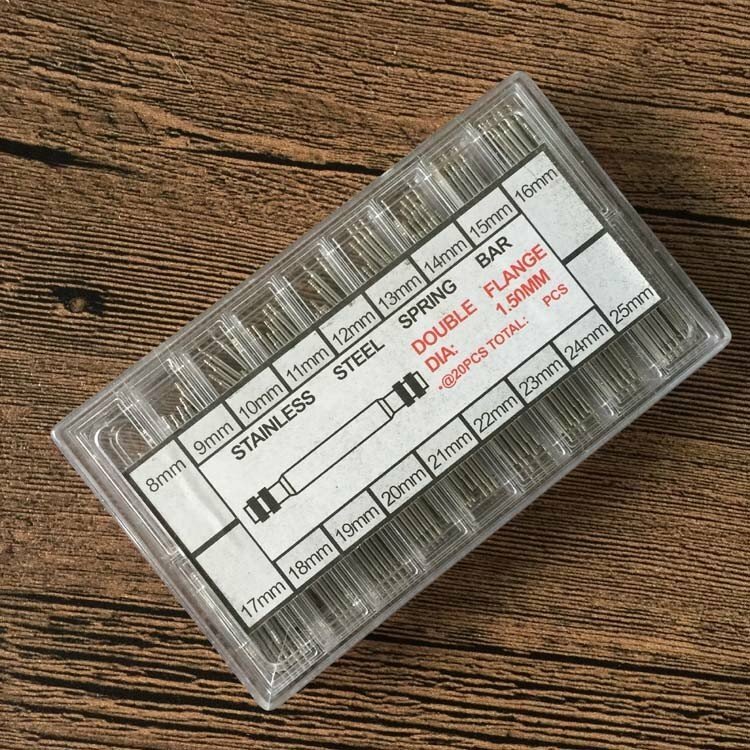 8mm 9mm 10mm 11mm 12mm 13mm 14mm 15mm 16mm
STAINLESS STEEL SPRING BAR
DOUBLE FLANGE
DIA: 1.50MM
-@20PCS TOTAL: PCS
17mm 18mm 19mm 20mm 21mm 22mm 23mm 24mm 25mm